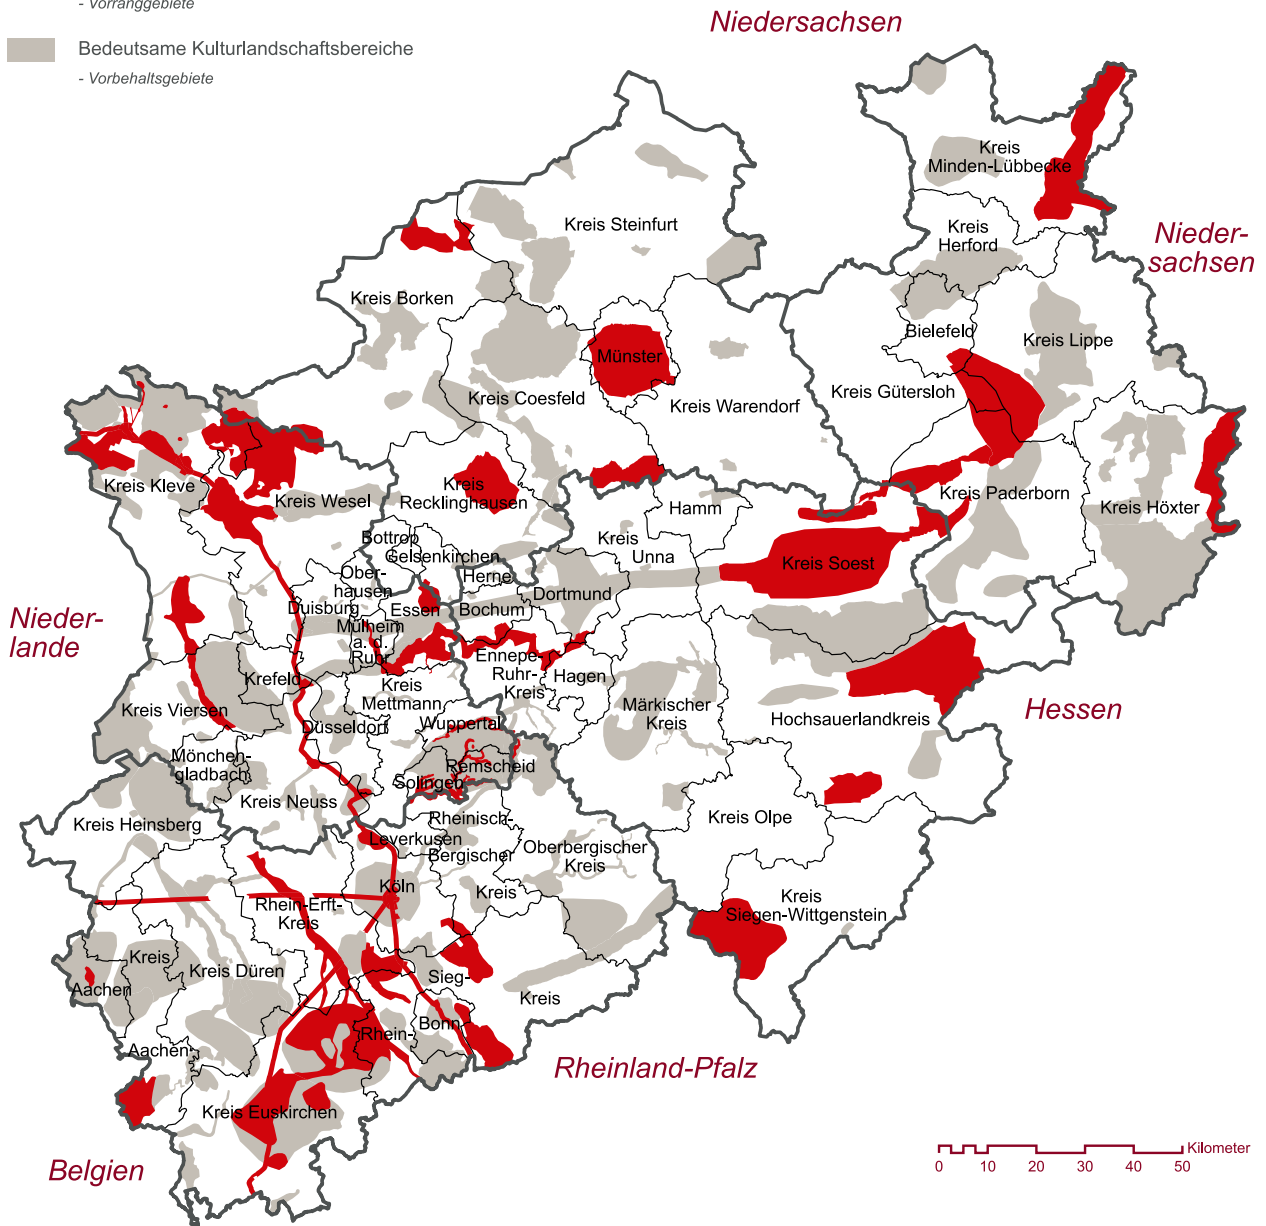 - Vorranggebiete
Bedeutsame Kulturlandschaftsbereiche
- Vorbehaltsgebiete
Niedersachsen
Kreis
Minden-Lübbecke
Kreis Steinfurt
Kreis
Herford
Nieder-
sachsen
Kreis Borken
Bielefeld
Kreis Lippe
Münster
Kreis Coesfeld
Kreis Warendorf
Kreis Gütersloh
Kreis Kleve
Kreis Wesel
Kreis
Recklinghausen
Hamm
Kreis Paderborn
Kreis Höxter
Bottrop
Gelsenkirchen
Kreis
Unna
Kreis Soest
Ober-
hausen
Herne
Dortmund
Duisburg
Essen
Bochum
Nieder-
lande
Mülheim
a. d.
Ruhr
Krefeld
Kreis
Mettmann
Ennepe-
Ruhr-
Kreis
Hagen
Märkischer
Kreis
Hochsauerlandkreis
Hessen
Kreis Viersen
Düsseldorf
Wuppertal
Mönchen-
gladbach
Remscheid
Solingen
Kreis Neuss
Kreis Heinsberg
Leverkusen
Rheinisch-
Bergischer
Kreis
Oberbergischer
Kreis
Kreis Olpe
Köln
Rhein-Erft-
Kreis
Kreis
Siegen-Wittgenstein
Kreis
Aachen
Kreis Düren
Sieg-
Kreis
Aachen
Rhein-
Bonn
Rheinland-Pfalz
Kreis Euskirchen
Belgien
Kilometer
0 10 20 30 40 50